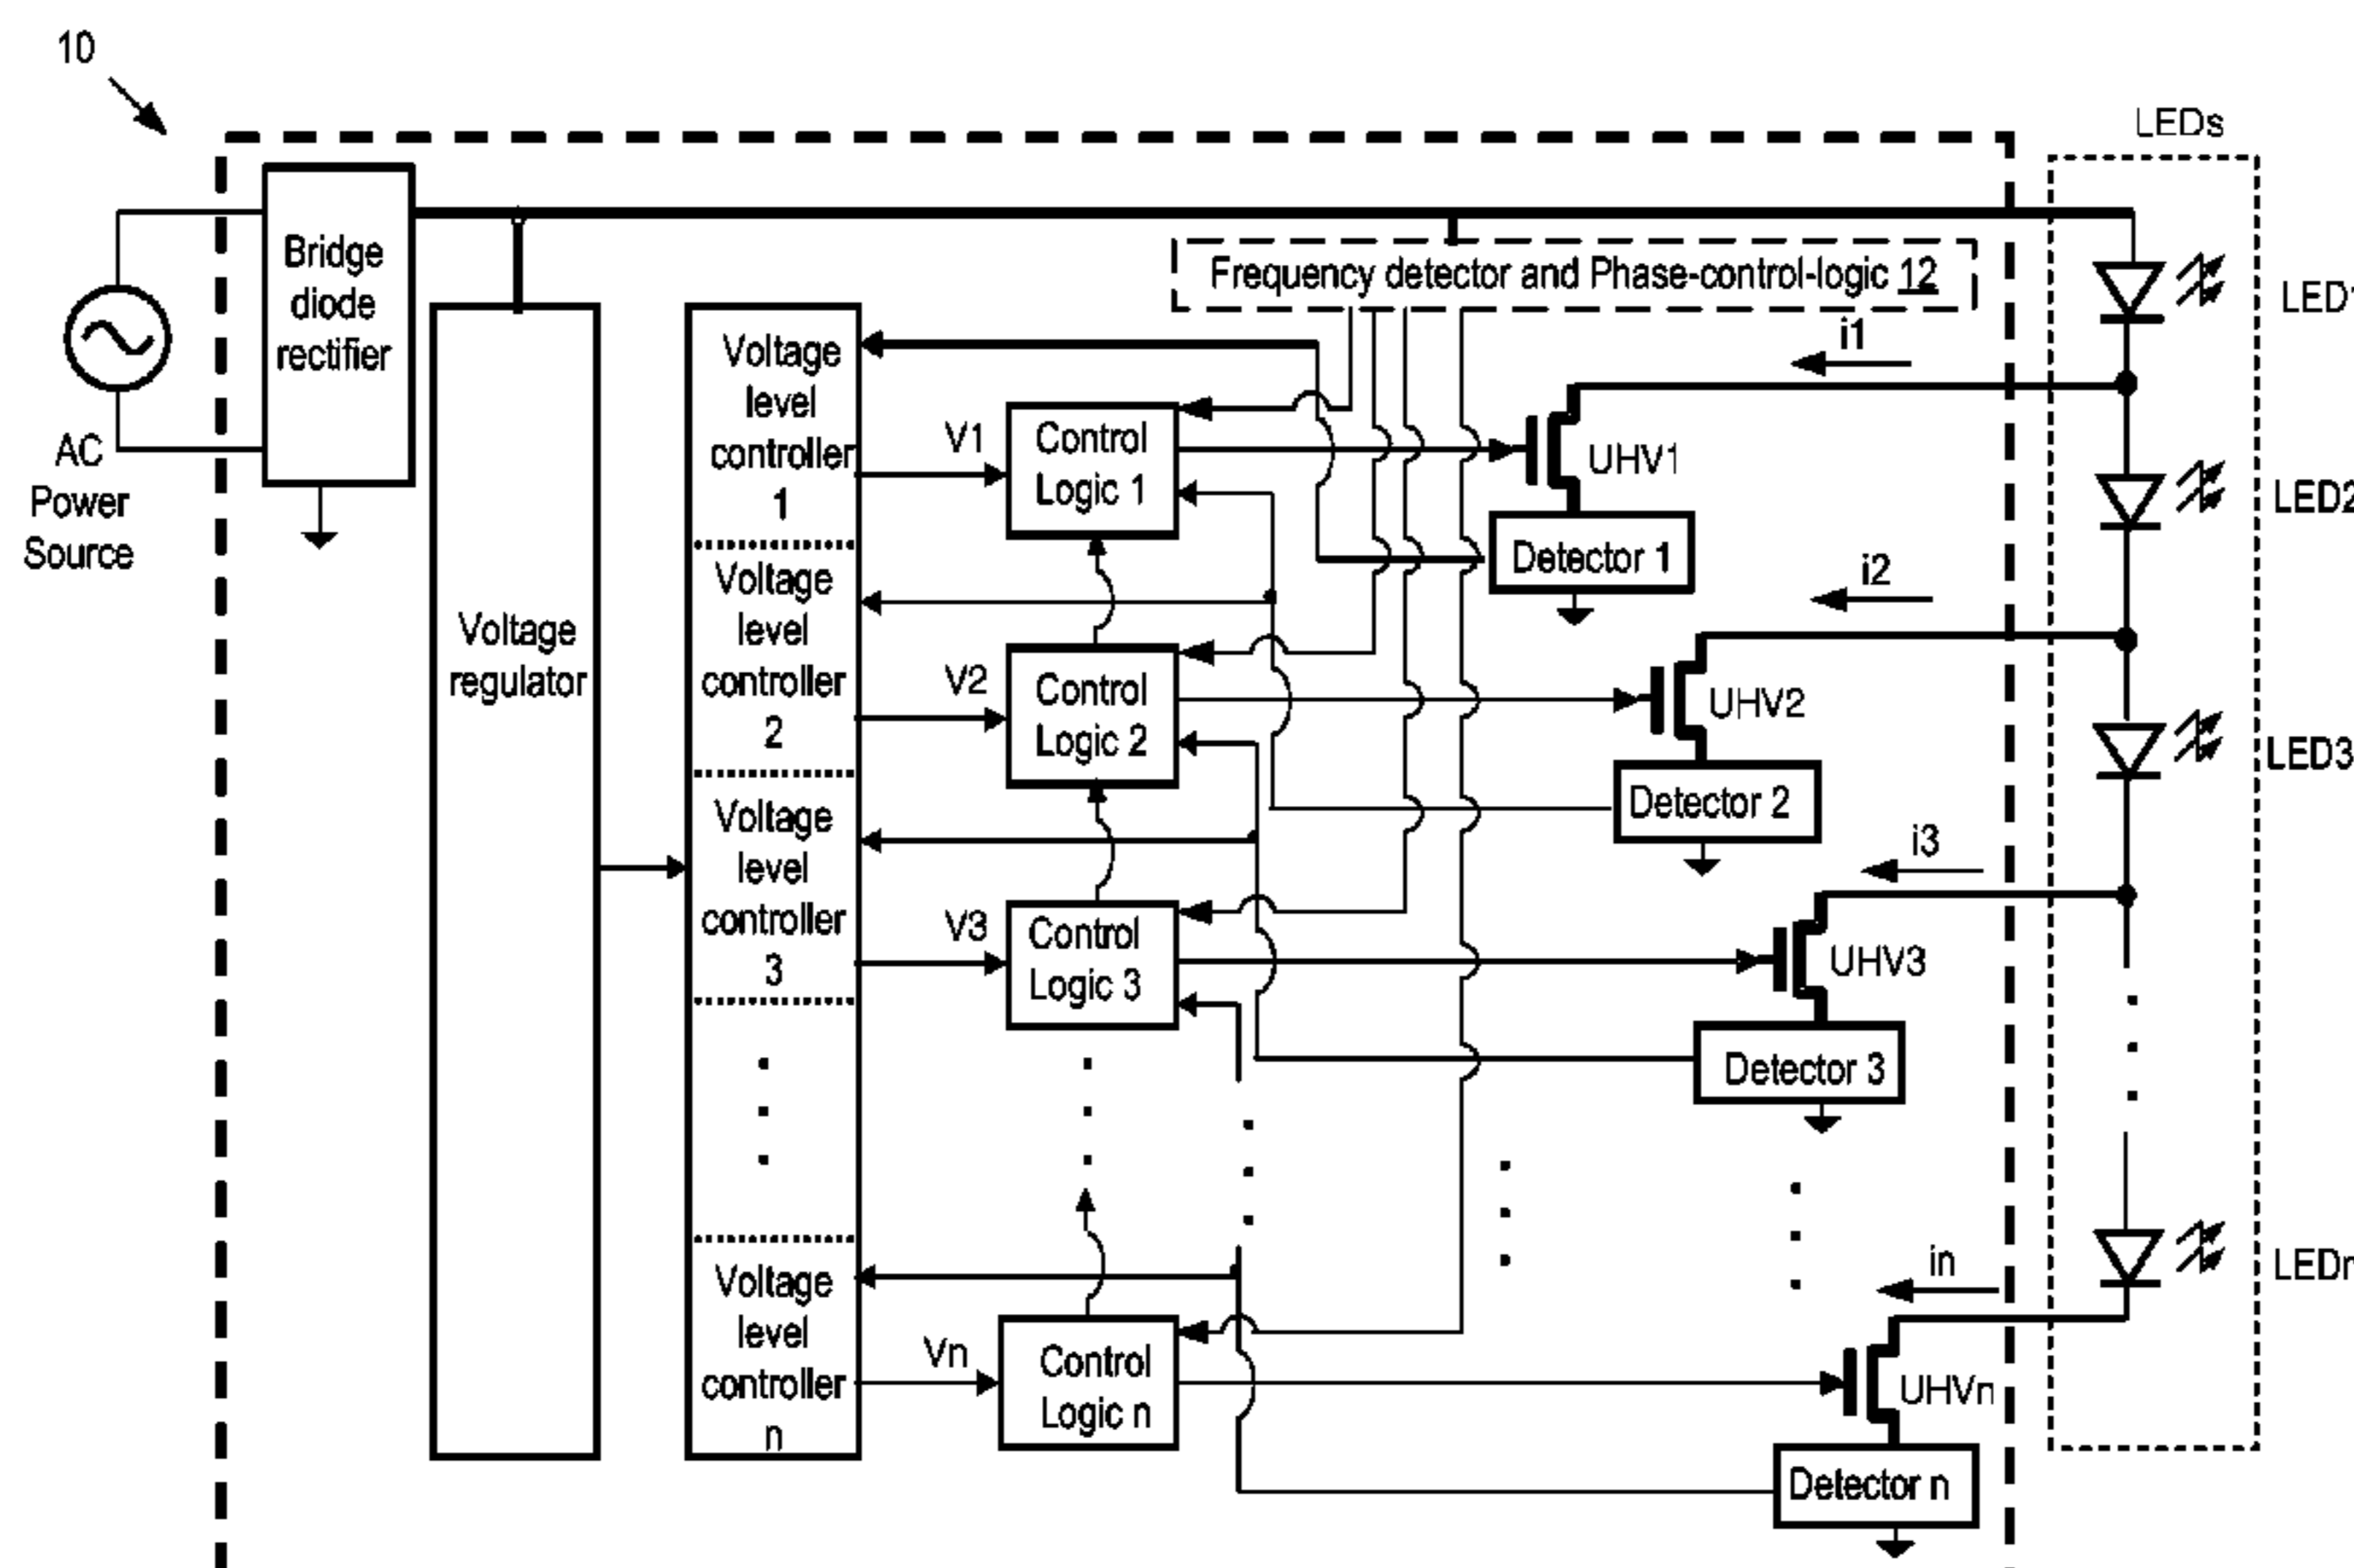 10
LEDs
Bridge
diode
rectifier
Frequency detector and Phase-control-logic 12
AC
Power
Source
Voltage
regulator
Voltage
level
controller
1
Voltage
level
controller
2
Voltage
level
controller
3
Voltage
level
controller
n
V1
Control
Logic 1
V2
Control
Logic 2
V3
Control
Logic 3
Vn
Control
Logic n
i1
UHV1
Detector 1
i2
UHV2
Detector 2
i3
UHV3
Detector 3
in
UHVn
Detector n
LED1
LED2
LED3
LEDn